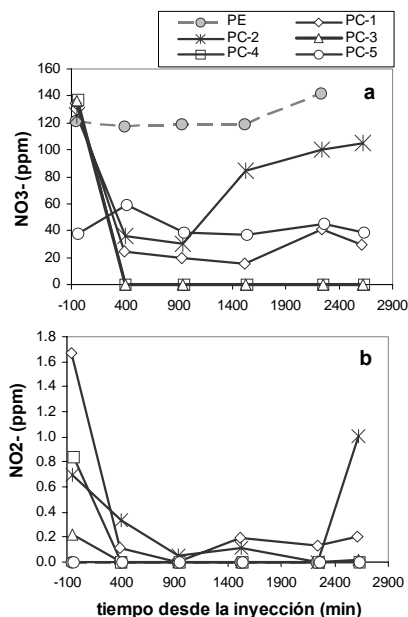 PE PC-1
PC-2 PC-3
PC-4 PC-5
a
NO3- (ppm)
160
140
120
100
80
60
40
20
0
-100 400 900 1400 1900 2400 2900
b
NO2- (ppm)
1.8
1.6
1.4
1.2
1.0
0.8
0.6
0.4
0.2
0.0
-100 400 900 1400 1900 2400 2900
tiempo desde la inyección (min)